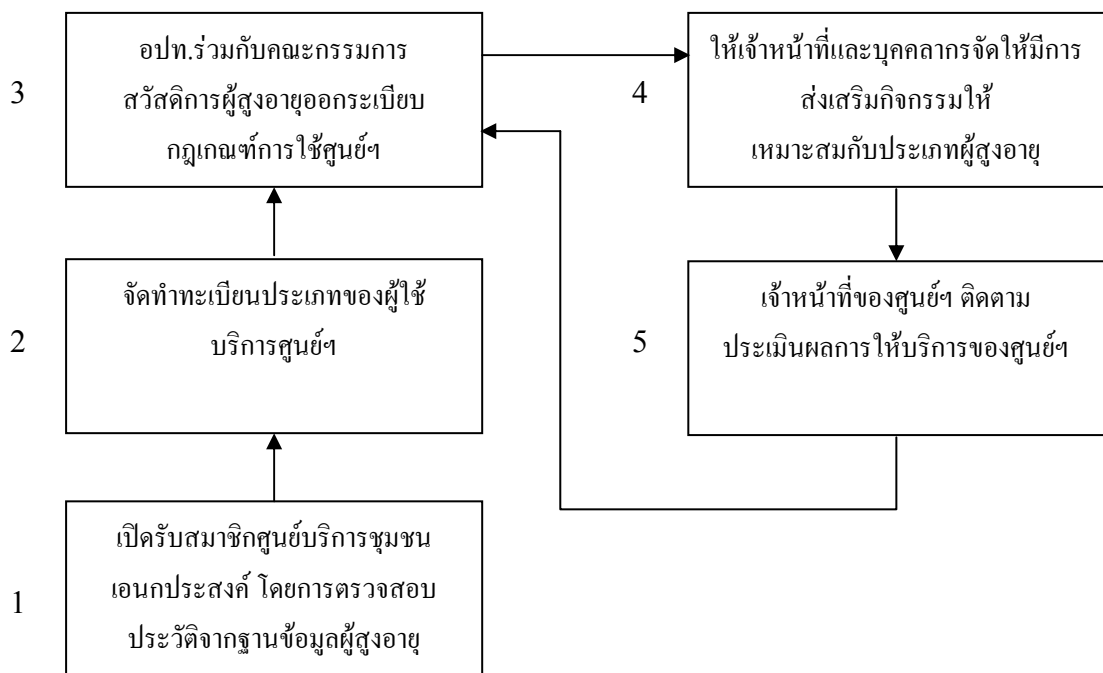 3
อปท.ร่วมกับคณะกรรมการ
สวัสดิการผู้สูงอายุออกระเบียบ
กฎเกณฑ์การใช้ศูนย์ฯ
4
ให้เจ้าหน้าที่และบุคคลากรจัดให้มีการ
ส่งเสริมกิจกรรมให้
เหมาะสมกับประเภทผู้สูงอายุ
2
จัดทำทะเบียนประเภทของผู้ใช้
บริการศูนย์ฯ
5
เจ้าหน้าที่ของศูนย์ฯ ติดตาม
ประเมินผลการให้บริการของศูนย์ฯ
1
เปิดรับสมาชิกศูนย์บริการชุมชน
เอนกประสงค์ โดยการตรวจสอบ
ประวัติจากฐานข้อมูลผู้สูงอายุ